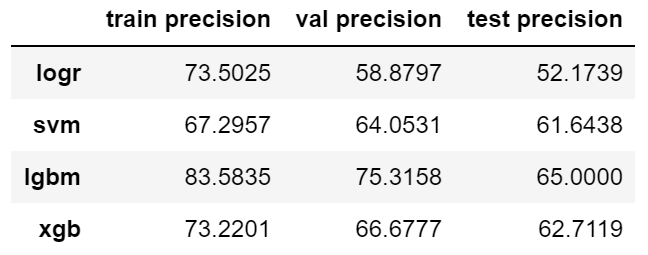 train precision val precision test precision
logr 73.5025 58.8797 52.1739
svm 67.2957 64.0531 61.6438
lgbm 83.5835 75.3158 65.0000
xgb 73.2201 66.6777 62.7119